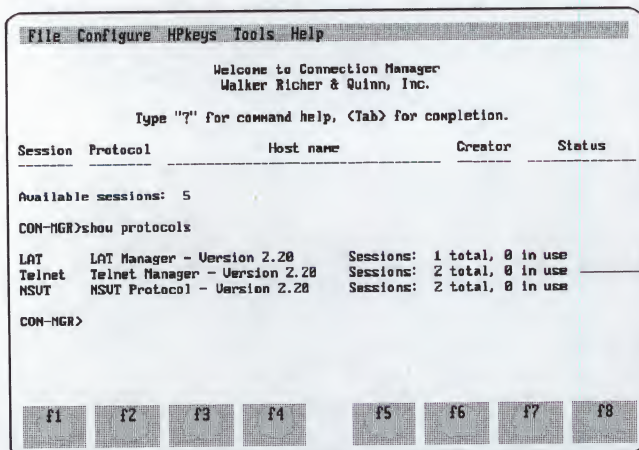 File Configure HPkeys Tools Help
Welcome to Connection Manager
Walker Richer & Quinn, Inc.
Type "?" for command help, <Tab> for completion.
Session Protocol Host name Creator Status
Available sessions: 5
CON-MGR>show protocols
LAT LAT Manager - Version 2.20 Sessions: 1 total, 0 in use
Telnet Telnet Manager - Version 2.20 Sessions: 2 total, 0 in use
NSVT NSVT Protocol - Version 2.20 Sessions: 2 total, 0 in use
CON-MGR>
f1 f2 f3 f4 f5 f6 f7 f8